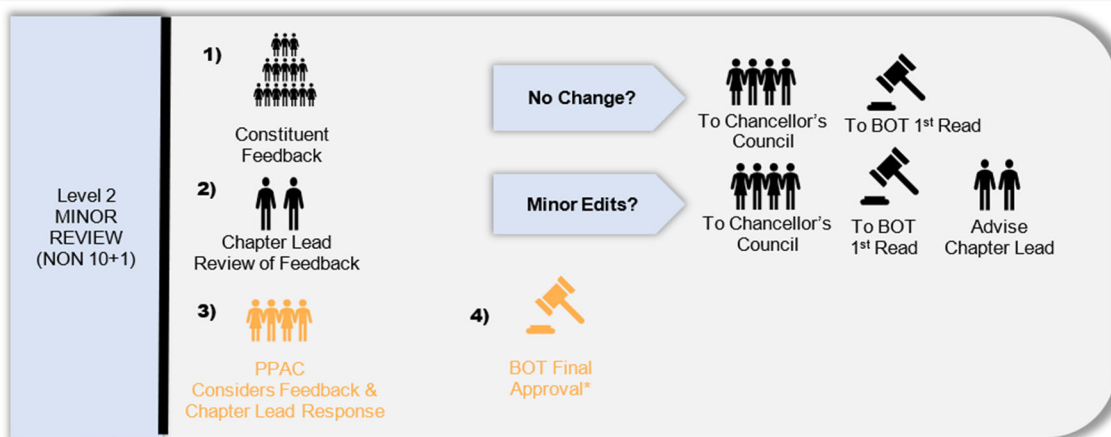 Level 2
MINOR
REVIEW
(NON 10+1)
1)
Constituent
Feedback
2)
Chapter Lead
Review of Feedback
3)
PPAC
Considers Feedback &
Chapter Lead Response
No Change?
To Chancellor's
Council
To BOT 1st Read
Minor Edits?
To Chancellor's
Council
To BOT
1st Read
Advise
Chapter Lead
4)
BOT Final
Approval*